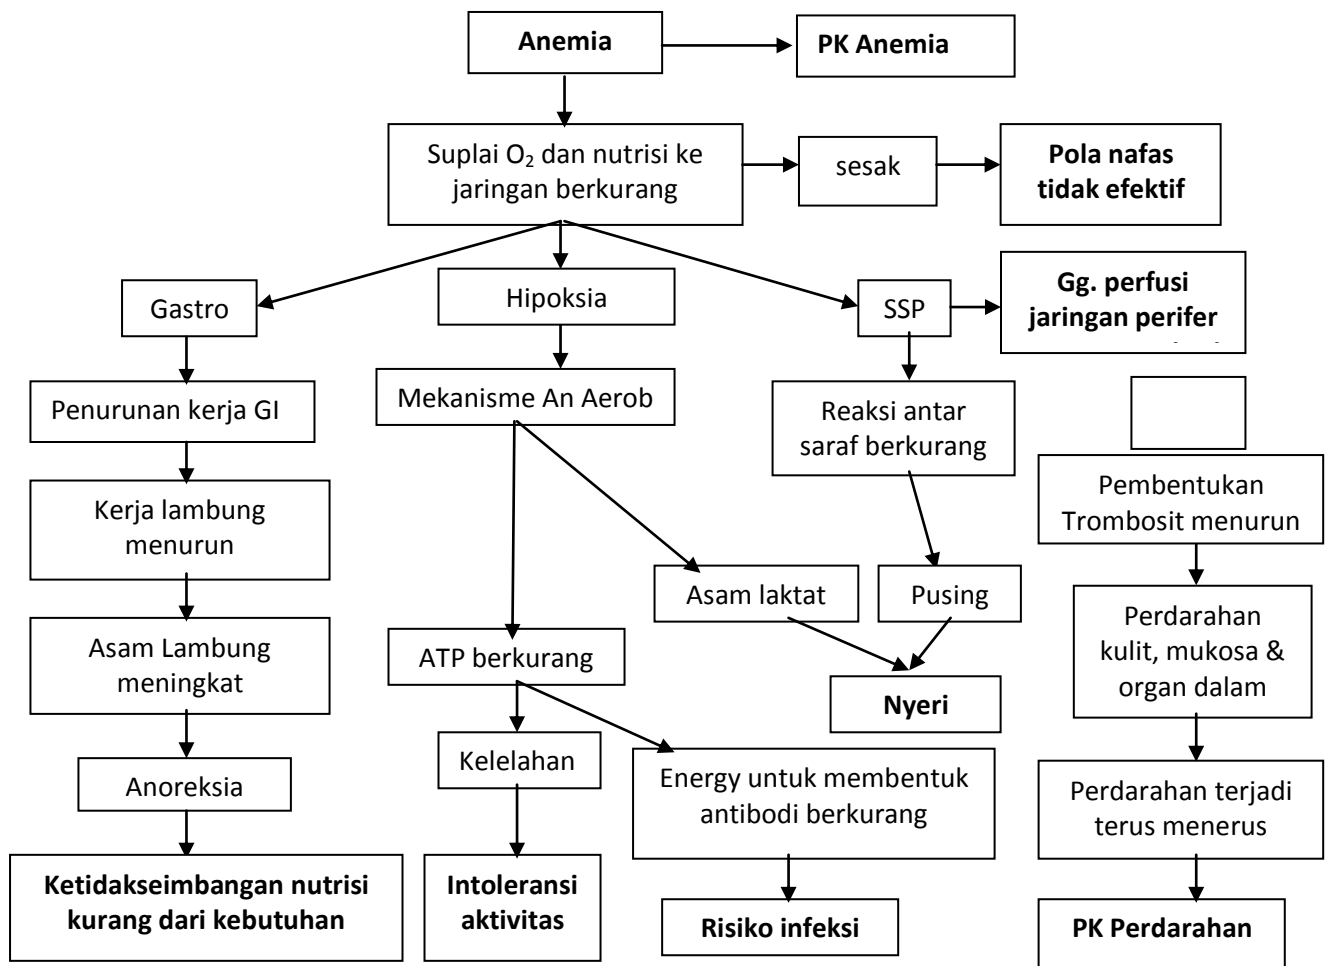 Anemia
PK Anemia
Suplai O₂ dan nutrisi ke
jaringan berkurang
sesak
Pola nafas
tidak efektif
Gastro
Hipoksia
SSP
Gg. perfusi
jaringan perifer
Penurunan kerja GI
Mekanisme An Aerob
Reaksi antar
saraf berkurang
Kerja lambung
menurun
Pembentukan
Trombosit menurun
Asam laktat
Pusing
Perdarahan
kulit, mukosa &
organ dalam
Asam Lambung
meningkat
ATP berkurang
Nyeri
Anoreksia
Kelelahan
Energy untuk membentuk
antibodi berkurang
Perdarahan terjadi
terus menerus
Ketidakseimbangan nutrisi
kurang dari kebutuhan
Intoleransi
aktivitas
Risiko infeksi
PK Perdarahan